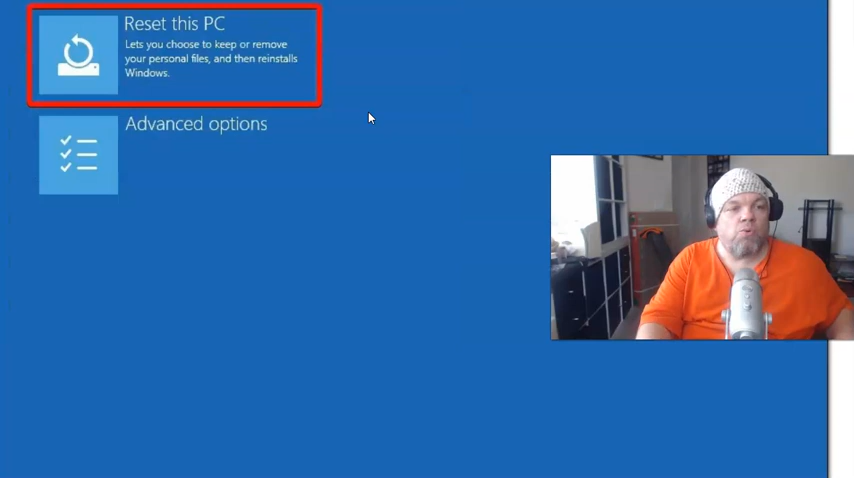 Reset this PC
Lets you choose to keep or remove
your personal files, and then reinstalls
Windows.
Advanced options